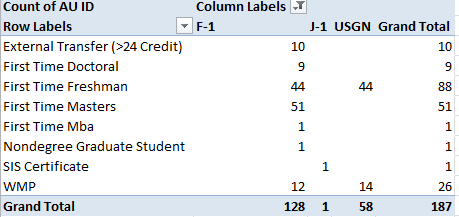 Count of AU ID Column Labels
Row Labels F-1 J-1 USGN Grand Total
External Transfer (>24 Credit) 10 10
First Time Doctoral 9 9
First Time Freshman 44 44 88
First Time Masters 51 51
First Time Mba 1 1
Nondegree Graduate Student 1 1
SIS Certificate 1 1
WMP 12 14 26
Grand Total 128 1 58 187